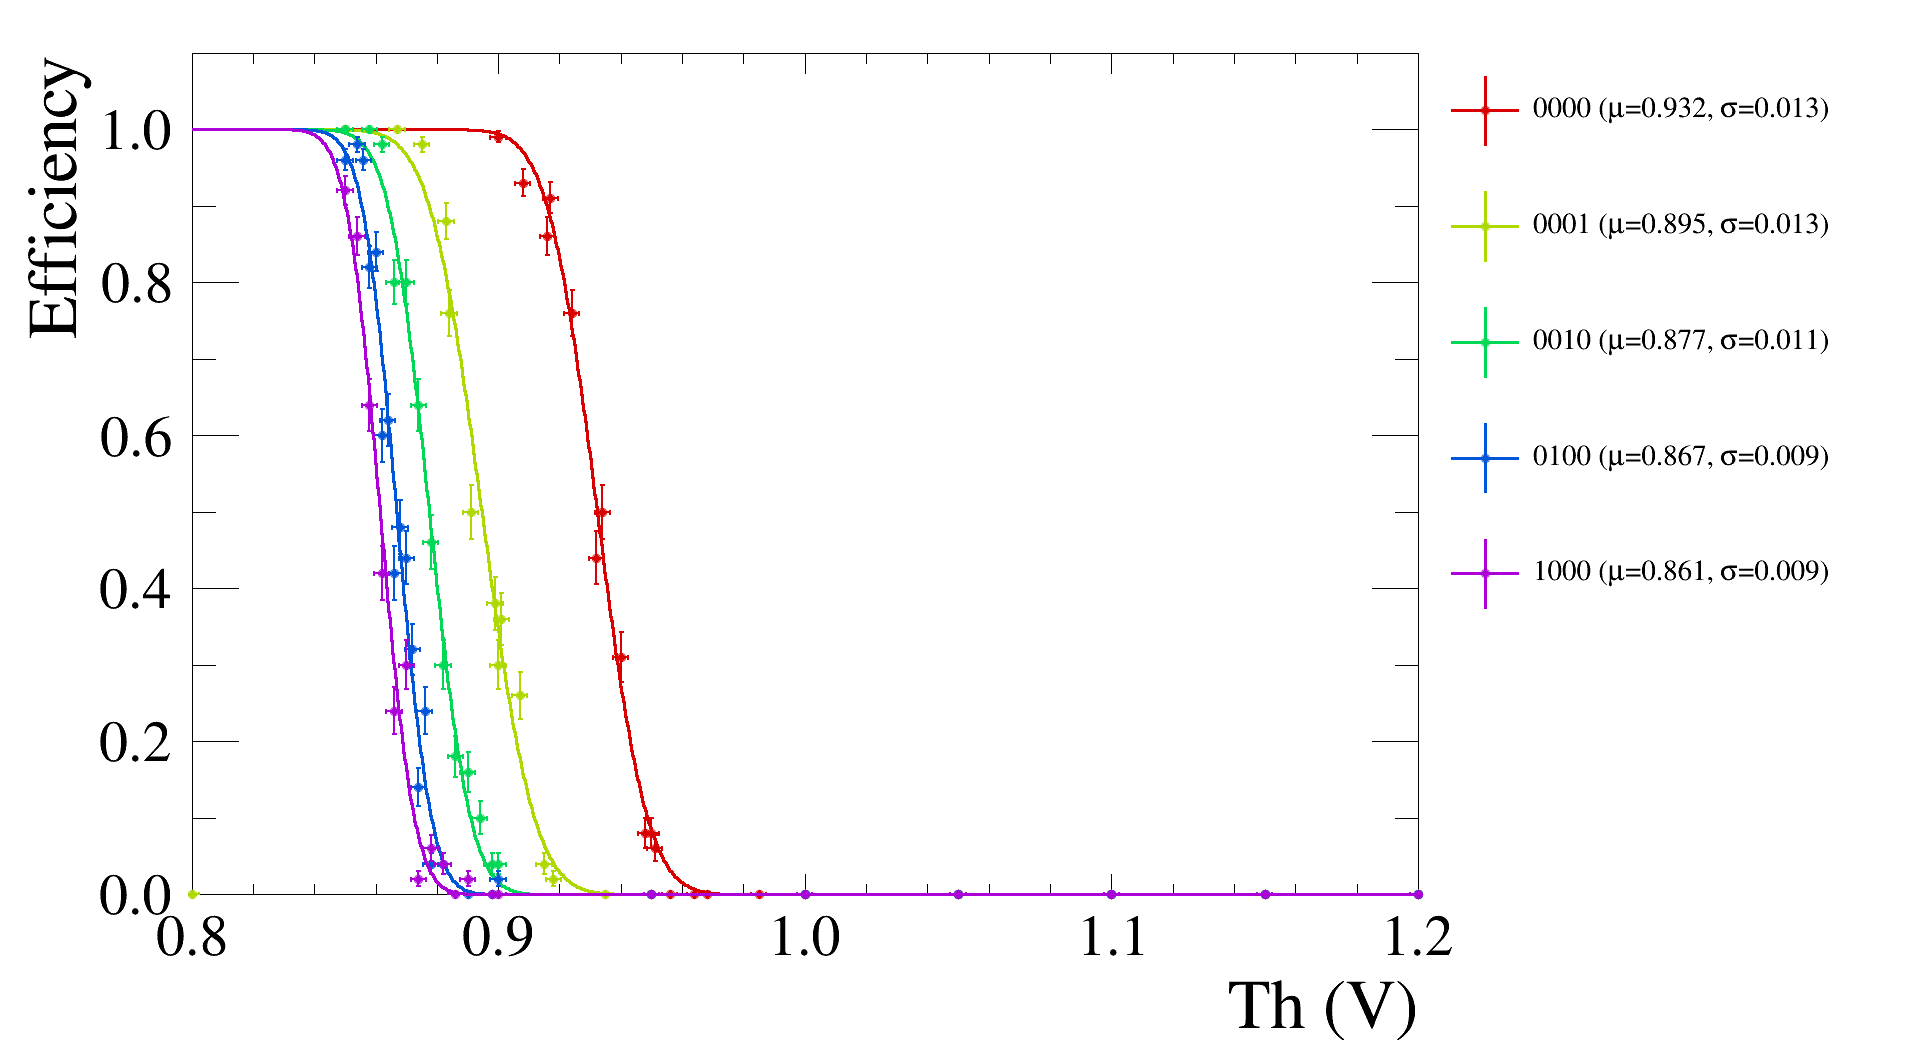 Efficiency
1.0
0.8
0.6
0.4
0.2
0.0
0.8 0.9 1.0 1.1 1.2
Th (V)
0000 (μ=0.932, σ=0.013)
0001 (μ=0.895, σ=0.013)
0010 (μ=0.877, σ=0.011)
0100 (μ=0.867, σ=0.009)
1000 (μ=0.861, σ=0.009)